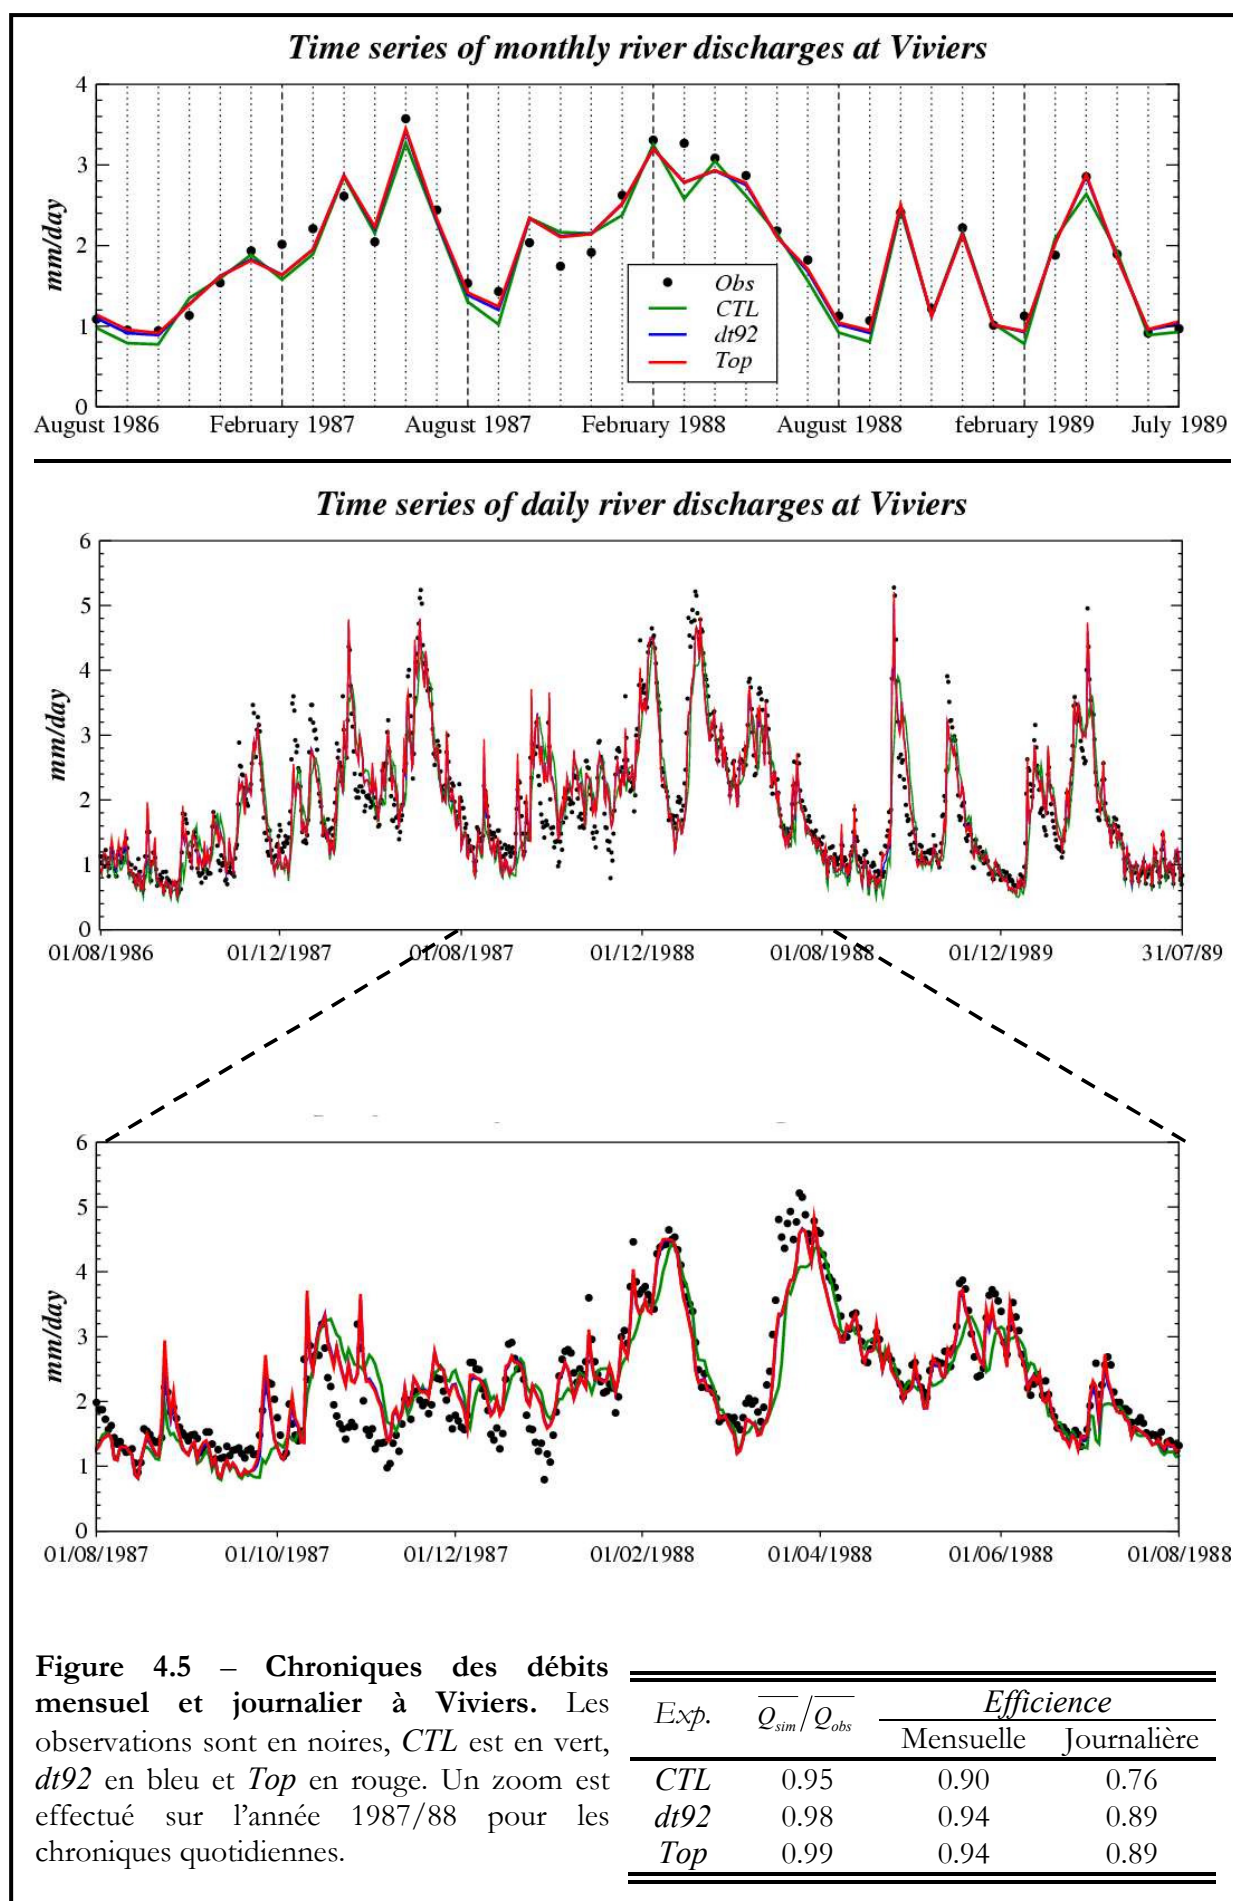 Time series of monthly river discharges at Viviers
4
3
2
1
0
mm/day
Obs
CTL
dt92
Top
August 1986 February 1987 August 1987 February 1988 August 1988 february 1989 July 1989
Time series of daily river discharges at Viviers
6
5
4
3
2
1
0
mm/day
01/08/1986 01/12/1987 01/08/1987 01/12/1988 01/08/1988 01/12/1989 31/07/89
6
5
4
3
2
1
0
mm/day
01/08/1987 01/10/1987 01/12/1987 01/02/1988 01/04/1988 01/06/1988 01/08/1988
Figure 4.5 – Chroniques des débits
mensuel et journalier à Viviers. Les
observations sont en noires, CTL est en vert,
dt92 en bleu et Top en rouge. Un zoom est
effectué sur l'année 1987/88 pour les
chroniques quotidiennes.
Exp. Qsim/Qobs Efficience
Mensuelle Journalière
CTL 0.95 0.90 0.76
dt92 0.98 0.94 0.89
Top 0.99 0.94 0.89